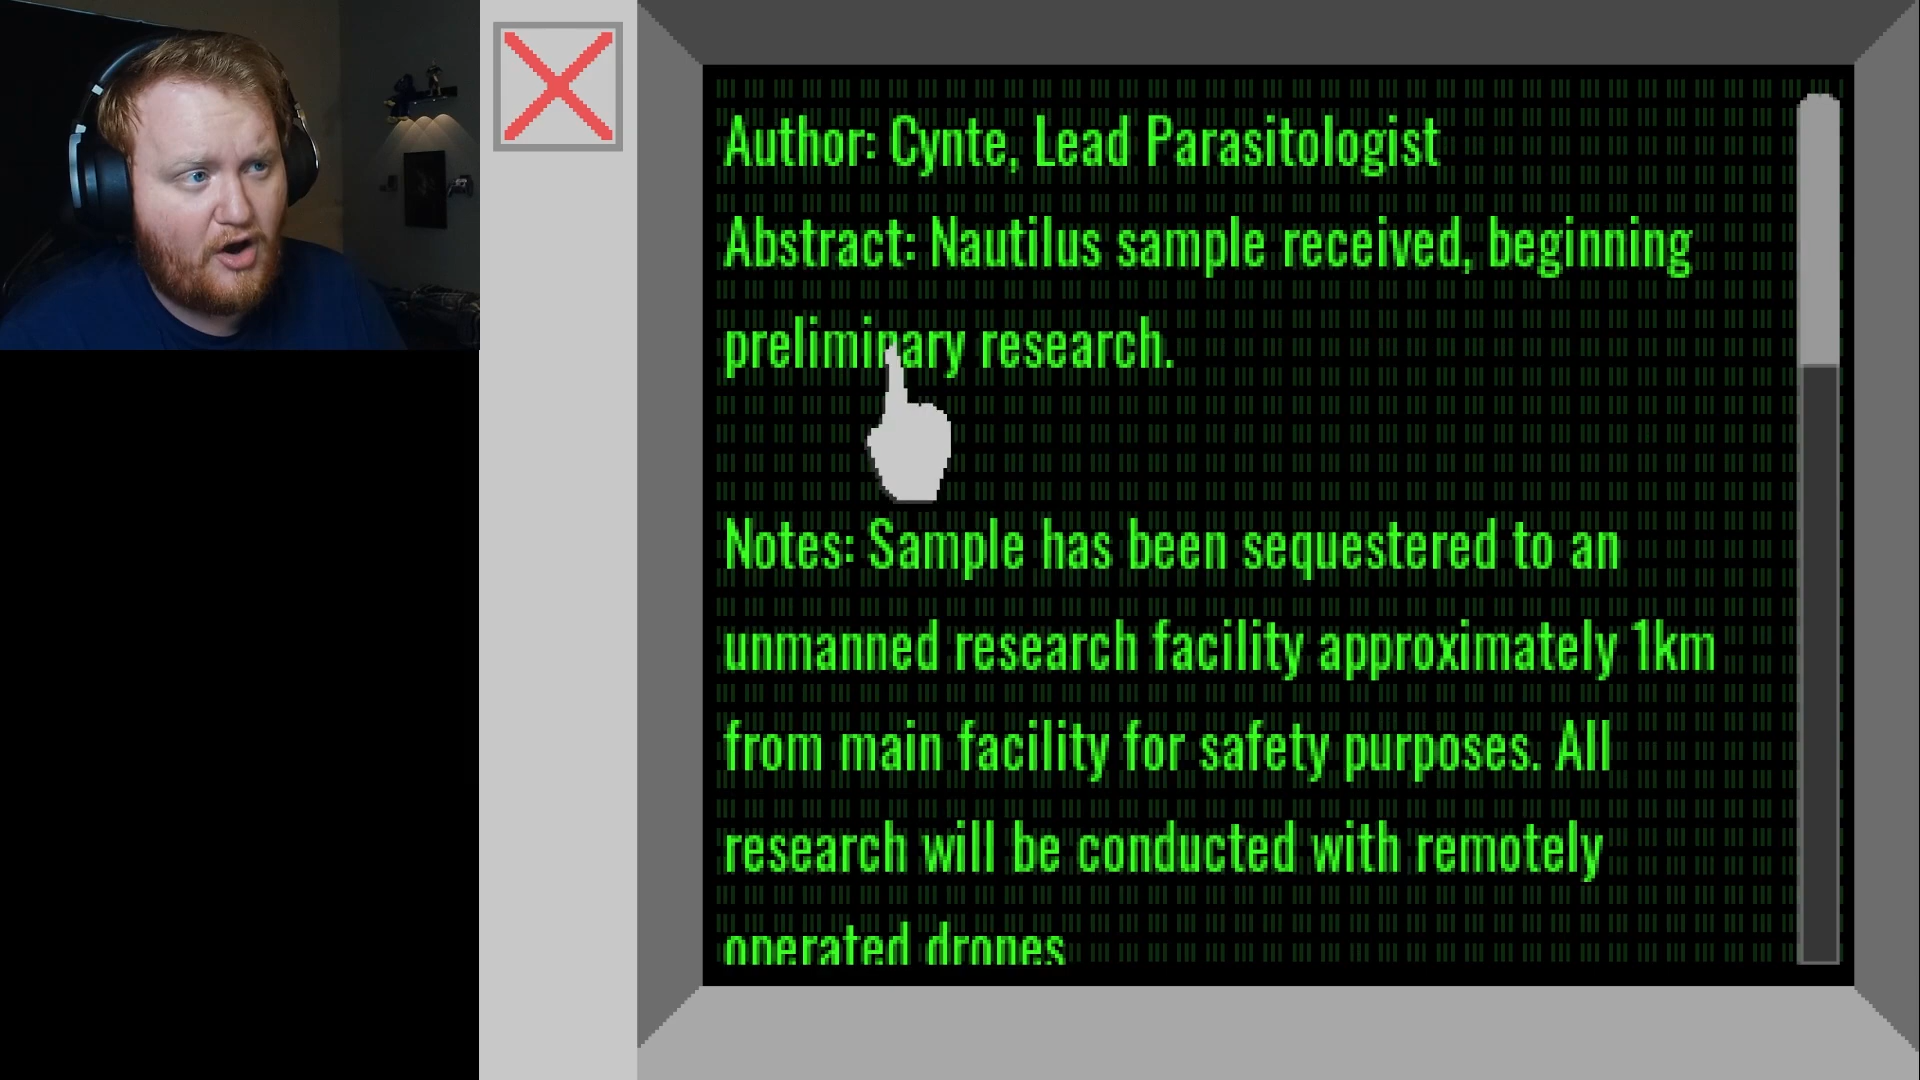 Author: Cynte, Lead Parasitologist
Abstract: Nautilus sample received, beginning
preliminary research.
Notes: Sample has been sequestered to an
unmanned research facility approximately 1km
from main facility for safety purposes. All
research will be conducted with remotely
operated drones